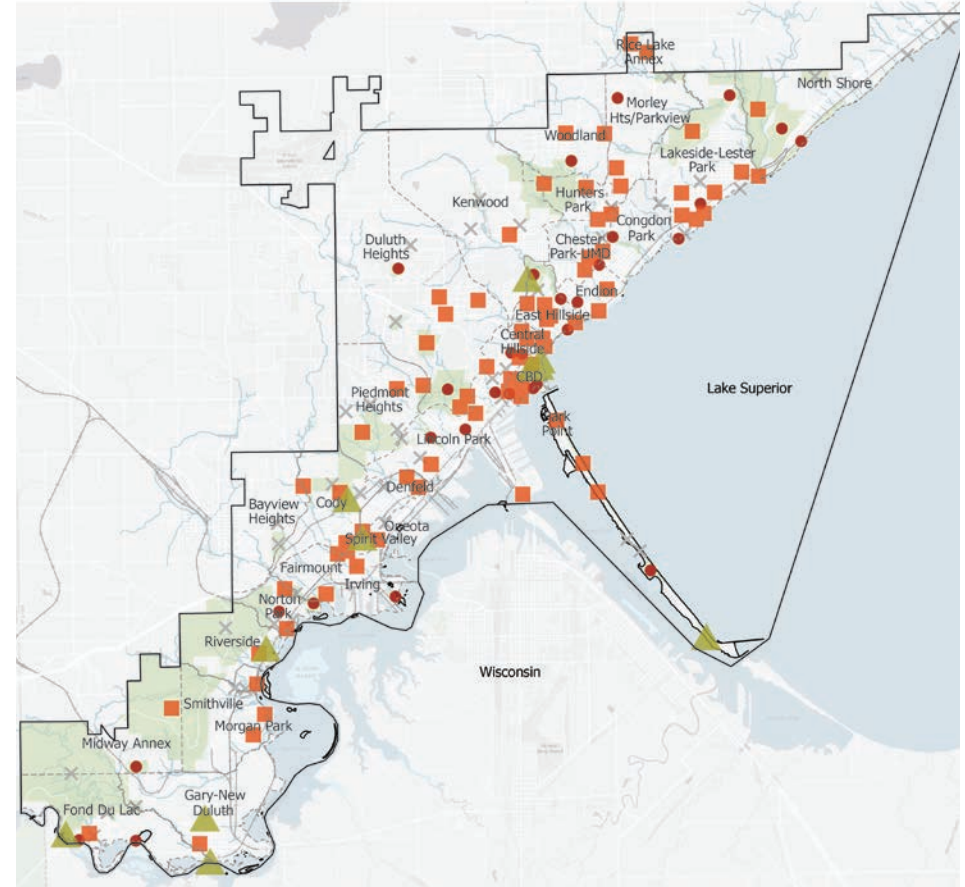 Rice Lake
Annex
North Shore
Morley
Hts/Parkview
Woodland
Lakeside-Lester
Park
Hunters
Park
Kenwood
Congdon
Park
Duluth
Heights
Chester
Park-UMD
Endion
East Hillside
Central
Hillside
CBD
Lake Superior
Piedmont
Heights
Park
Point
Lincoln Park
Denfeld
Cody
Bayview
Heights
Oneota
Spirit Valley
Fairmount
Irving
Norton
Park
Riverside
Wisconsin
Smithville
Morgan Park
Midway Annex
Gary-New
Duluth
Fond Du Lac